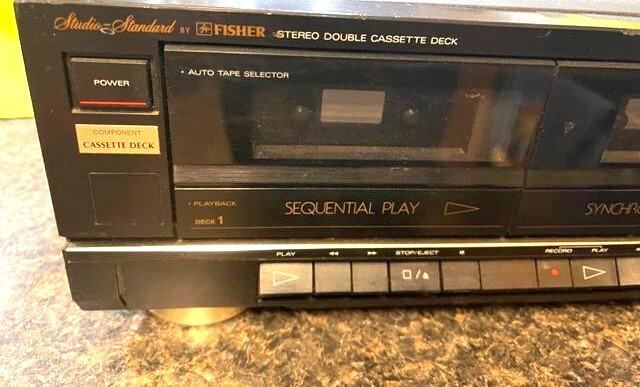 Studio-Standard BY FISHER STEREO DOUBLE CASSETTE DECK
• AUTO TAPE SELECTOR
POWER
COMPONENT
CASSETTE DECK
• PLAYBACK
DECK 1
SEQUENTIAL PLAY
SYNCHRO
PLAY ◀◀ ▶▶ STOP/EJECT ⏸ RECORD PLAY